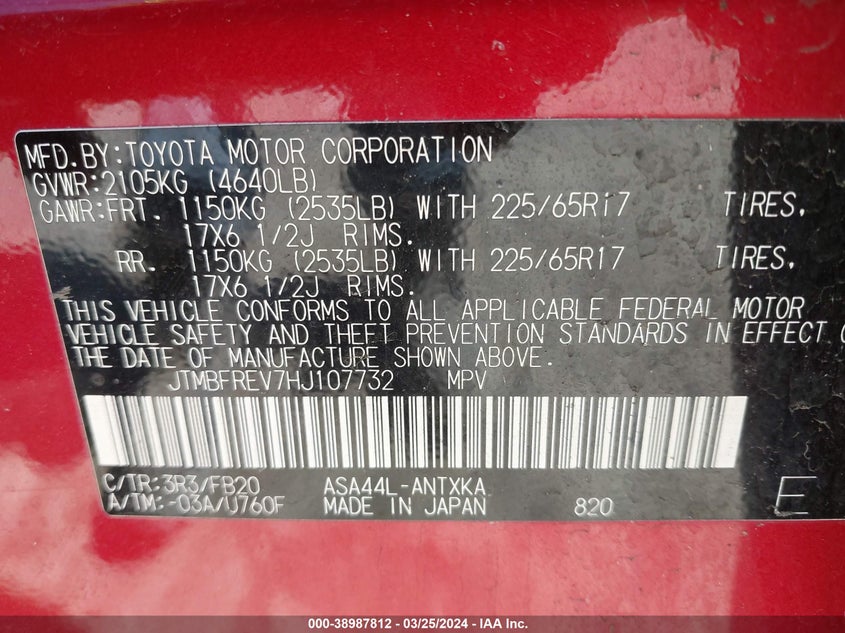 MFD.BY:TOYOTA MOTOR CORPORATION
GVWR:2105KG (4640LB)
GAWR:FRT. 1150KG (2535LB) WITH 225/65R17 TIRES,
17X6 1/2J RIMS.
RR. 1150KG (2535LB) WITH 225/65R17 TIRES,
17X6 1/2J RIMS.
THIS VEHICLE CONFORMS TO ALL APPLICABLE FEDERAL MOTOR
VEHICLE SAFETY AND THEFT PREVENTION STANDARDS IN EFFECT
THE DATE OF MANUFACTURE SHOWN ABOVE.
JTMBFREV7HJ107732 MPV
C/TR:3R3/FB20 ASA44L-ANTXKA
A/TM:-03A/U760F MADE IN JAPAN 820 E
000-38987812 - 03/25/2024 - IAA Inc.